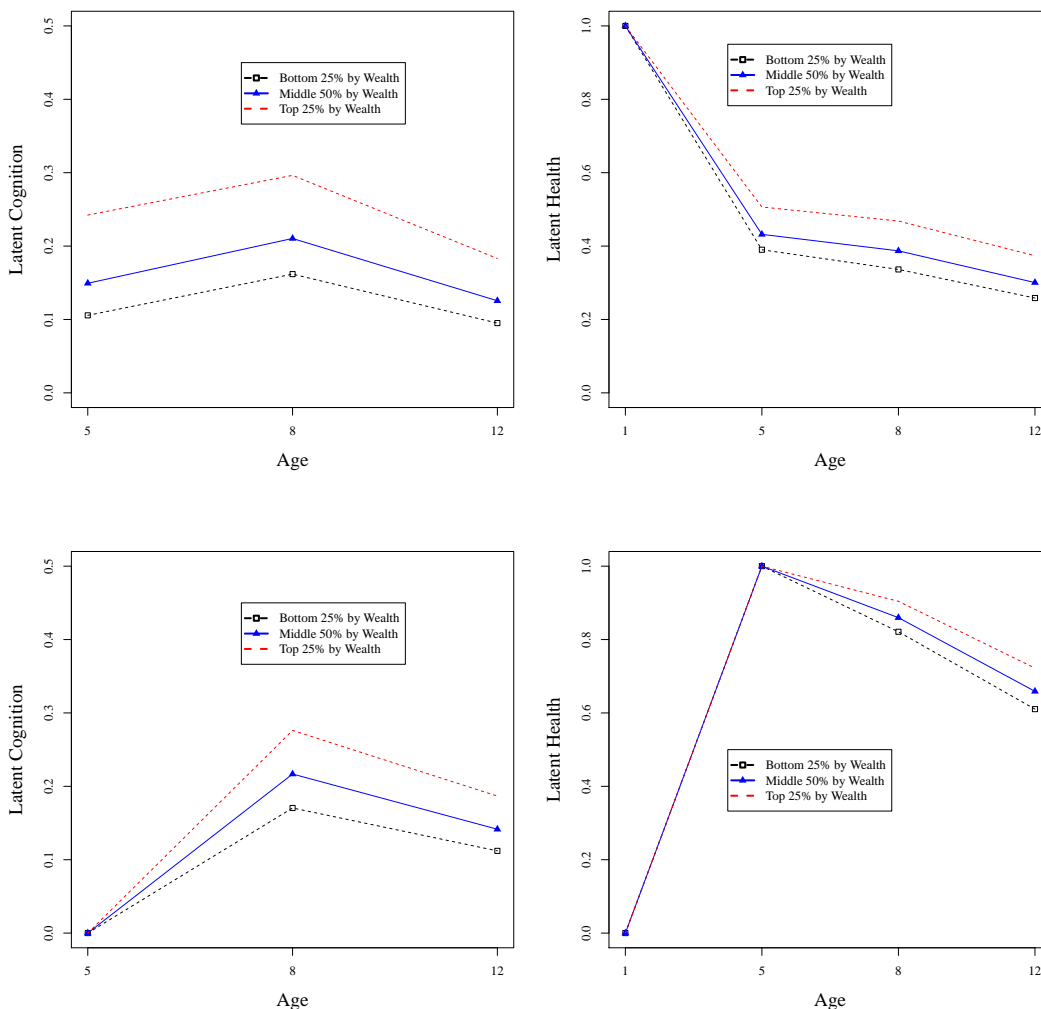 Latent Cognition
0.5
0.4
0.3
0.2
0.1
0.0
Bottom 25% by Wealth
Middle 50% by Wealth
Top 25% by Wealth
5 8 12
Age
Latent Health
1.0
0.8
0.6
0.4
0.2
0.0
Bottom 25% by Wealth
Middle 50% by Wealth
Top 25% by Wealth
1 5 8 12
Age
Latent Cognition
0.5
0.4
0.3
0.2
0.1
0.0
Bottom 25% by Wealth
Middle 50% by Wealth
Top 25% by Wealth
5 8 12
Age
Latent Health
1.0
0.8
0.6
0.4
0.2
0.0
Bottom 25% by Wealth
Middle 50% by Wealth
Top 25% by Wealth
1 5 8 12
Age